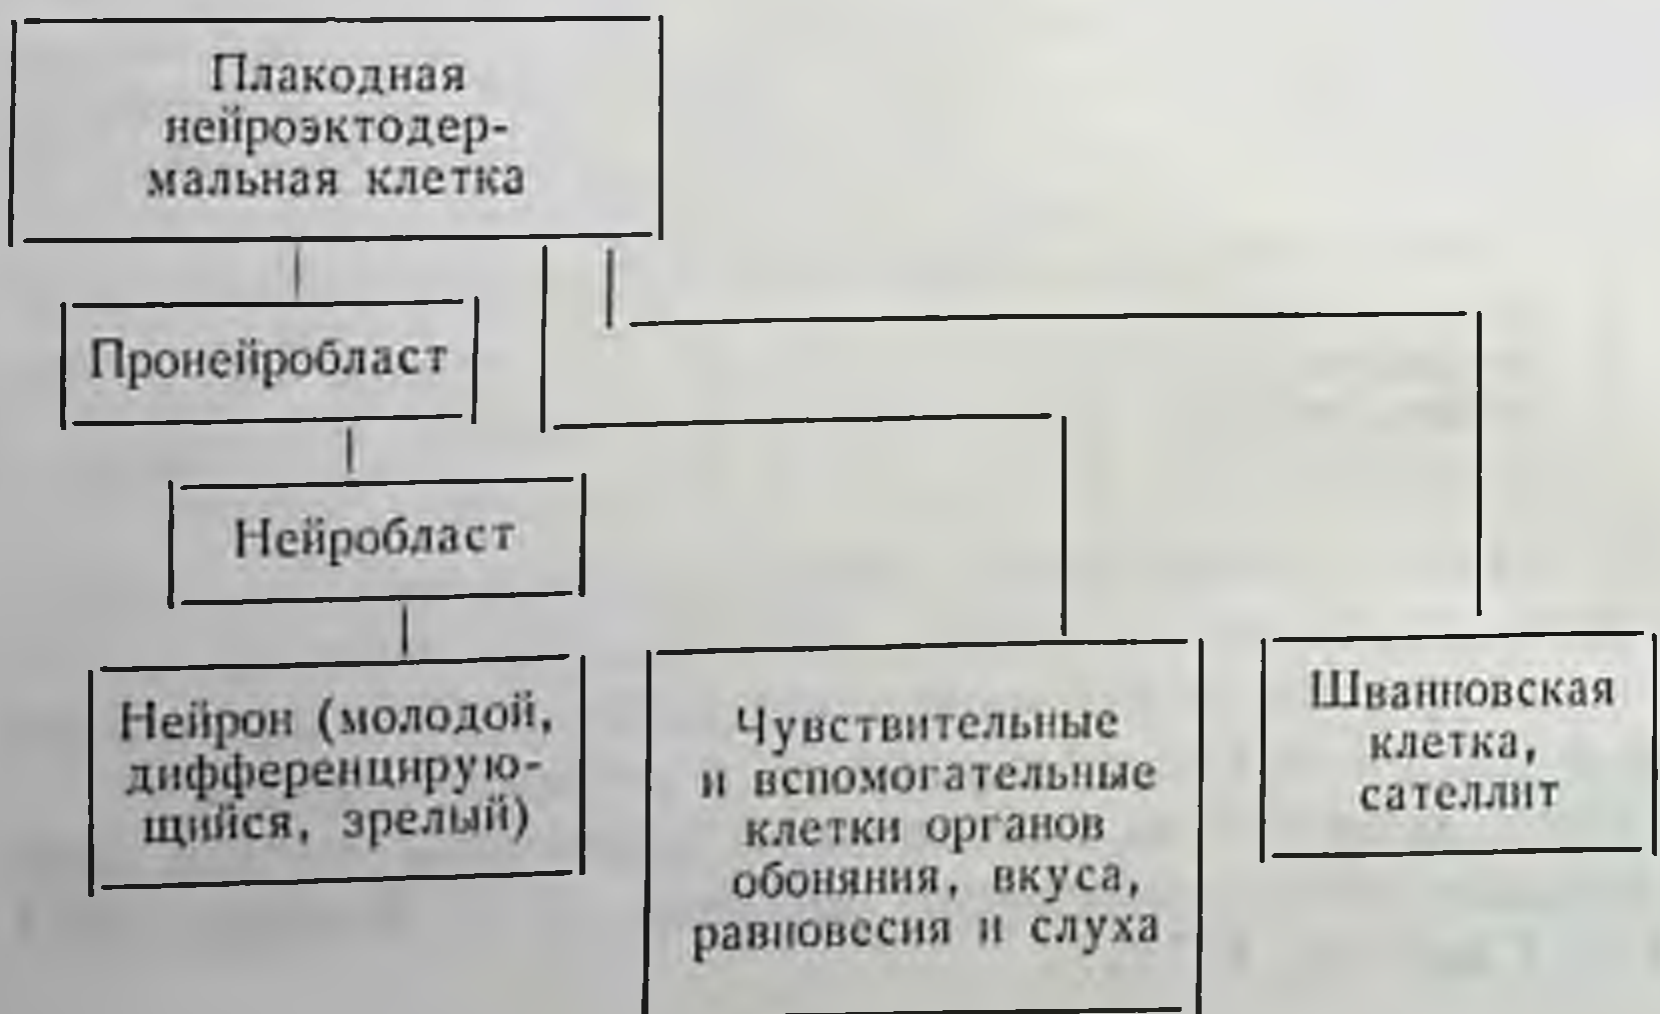 Плакодная
нейроэктодер-
мальная клетка
Пронейробласт
Нейробласт
Нейрон (молодой,
дифференцирую-
щийся, зрелый)
Чувствительные
и вспомогательные
клетки органов
обоняния, вкуса,
равновесия и слуха
Шванновская
клетка,
сателлит